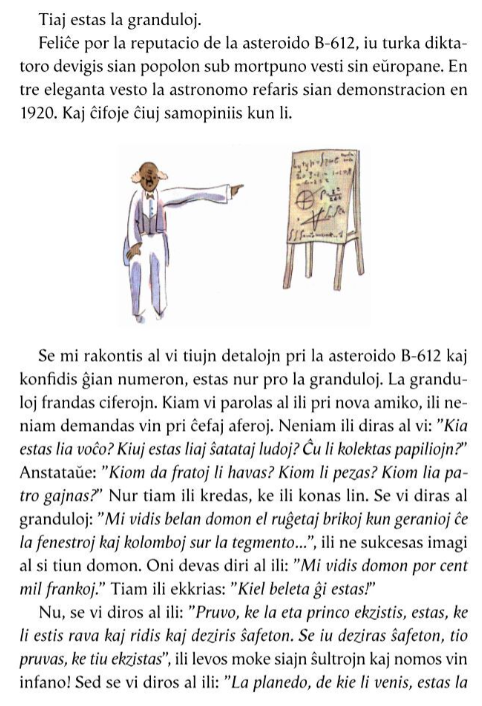 Tiaj estas la granduloj.
Feliĉe por la reputacio de la asteroido B-612, iu turka dikta-
toro devigis sian popolon sub mortpuno vesti sin eŭropane. En
tre eleganta vesto la astronomo refaris sian demonstracion en
1920. Kaj ĉifoje ĉiuj samopiniis kun li.
Se mi rakontis al vi tiujn detalojn pri la asteroido B-612 kaj
konfidis ĝian numeron, estas nur pro la granduloj. La grandu-
loj frandas ciferojn. Kiam vi parolas al ili pri nova amiko, ili ne-
niam demandas vin pri ĉefaj aferoj. Neniam ili diras al vi: ”Kia
estas lia voĉo? Kiuj estas liaj ŝatataj ludoj? Ĉu li kolektas papiliojn?”
Anstataŭe: ”Kiom da fratoj li havas? Kiom li pezas? Kiom lia pa-
tro gajnas?” Nur tiam ili kredas, ke ili konas lin. Se vi diras al
granduloj: ”Mi vidis belan domon el ruĝetaj brikoj kun geranioj ĉe
la fenestroj kaj kolomboj sur la tegmento...”, ili ne sukcesas imagi
al si tiun domon. Oni devas diri al ili: ”Mi vidis domon por cent
mil frankoj.” Tiam ili ekkrias: ”Kiel beleta ĝi estas!”
Nu, se vi diros al ili: ”Pruvo, ke la eta princo ekzistis, estas, ke
li estis rava kaj ridis kaj deziris ŝafeton. Se iu deziras ŝafeton, tio
pruvas, ke tiu ekzistas”, ili levos moke siajn ŝultrojn kaj nomos vin
infano! Sed se vi diros al ili: ”La planedo, de kie li venis, estas la